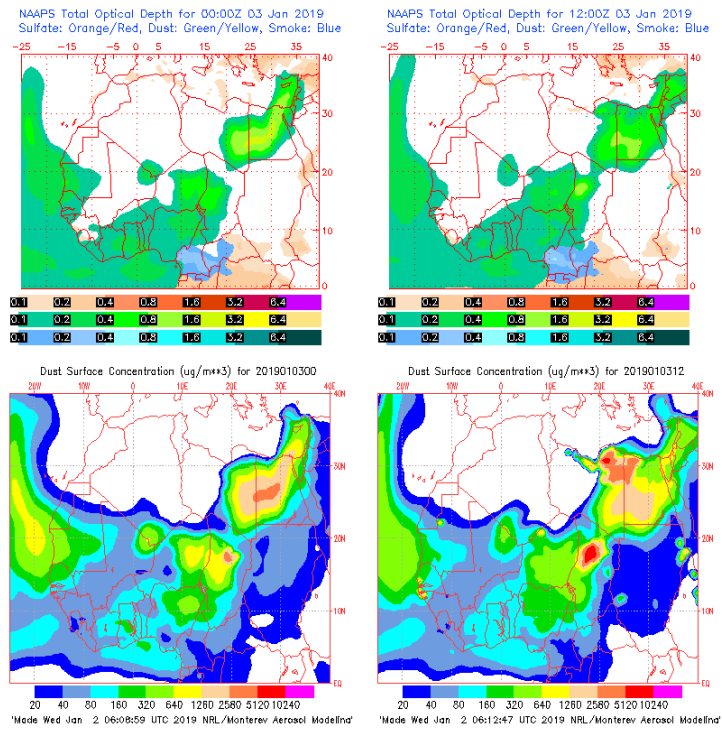 NAAPS Total Optical Depth for 00:00Z 03 Jan 2019
Sulfate: Orange/Red, Dust: Green/Yellow, Smoke: Blue
-25 -15 -5 0 5 15 25 35
40
30
20
10
0
0.1 0.2 0.4 0.8 1.6 3.2 6.4
0.1 0.2 0.4 0.8 1.6 3.2 6.4
0.1 0.2 0.4 0.8 1.6 3.2 6.4
NAAPS Total Optical Depth for 12:00Z 03 Jan 2019
Sulfate: Orange/Red, Dust: Green/Yellow, Smoke: Blue
-25 -15 -5 0 5 15 25 35
40
30
20
10
0
0.1 0.2 0.4 0.8 1.6 3.2 6.4
0.1 0.2 0.4 0.8 1.6 3.2 6.4
0.1 0.2 0.4 0.8 1.6 3.2 6.4
Dust Surface Concentration (ug/m**3) for 2019010300
20W 10W 0 10E 20E 30E 40E
40N
30N
20N
10N
EQ
20 40 80 160 320 640 1280 2580 5120 10240
'Made Wed Jan 2 06:08:59 UTC 2019 NRL/Monterey Aerosol Modeling'
Dust Surface Concentration (ug/m**3) for 2019010312
20W 10W 0 10E 20E 30E 40E
40N
30N
20N
10N
EQ
20 40 80 160 320 640 1280 2580 5120 10240
'Made Wed Jan 2 06:12:47 UTC 2019 NRL/Monterey Aerosol Modeling'